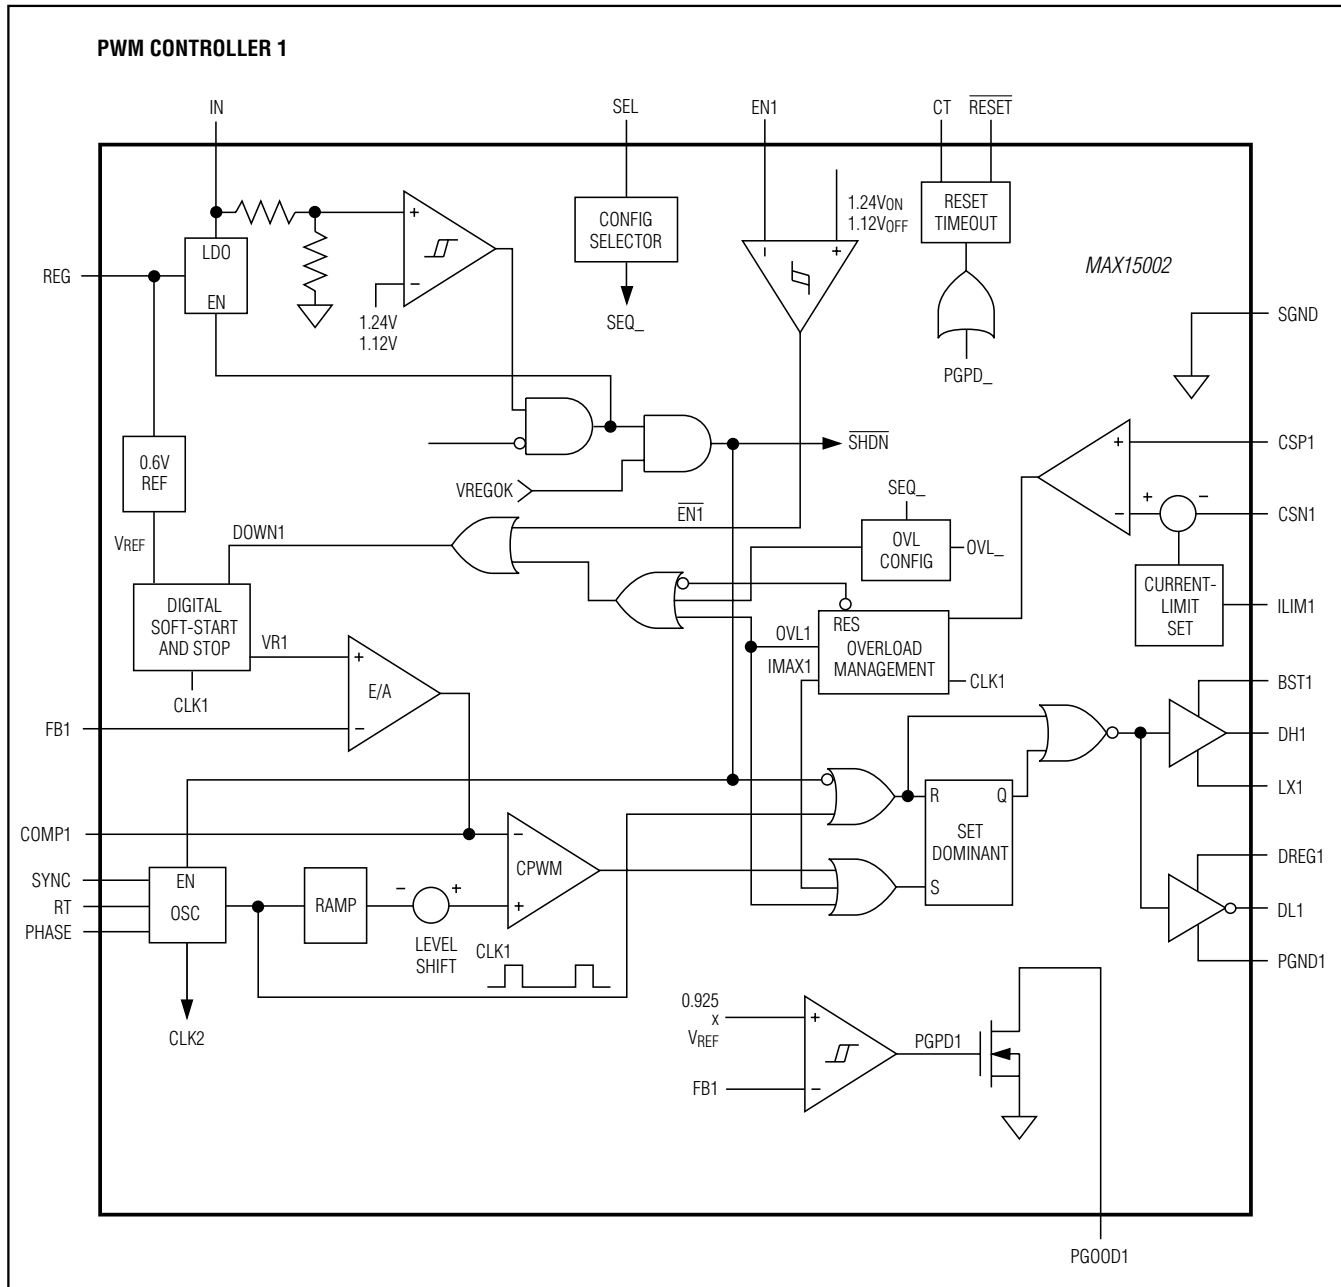 PWM CONTROLLER 1
IN
SEL
EN1
CT
RESET
1.24VON
1.12VOFF
RESET
TIMEOUT
CONFIG
SELECTOR
+
−
+
LDO
EN
REG
MAX15002
−
1.24V
1.12V
SEQ_
PGPD_
SGND
SHDN
+
CSP1
0.6V
REF
VREGOK
SEQ_
+
−
−
CSN1
EN1
DOWN1
VREF
OVL
CONFIG
OVL_
DIGITAL
SOFT-START
AND STOP
CURRENT-
LIMIT
SET
ILIM1
RES
OVERLOAD
MANAGEMENT
OVL1
IMAX1
VR1
+
E/A
−
CLK1
CLK1
BST1
FB1
DH1
LX1
R
Q
SET
DOMINANT
S
COMP1
−
CPWM
+
DREG1
SYNC
RT
PHASE
EN
OSC
RAMP
−
+
DL1
LEVEL
SHIFT
CLK1
PGND1
CLK2
0.925
x
VREF
+
−
PGPD1
FB1
PGOOD1